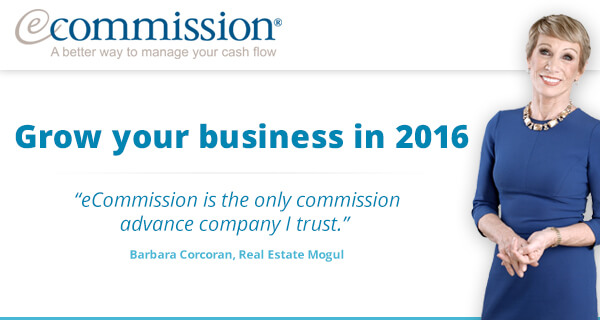 ecommission®
A better way to manage your cash flow
Grow your business in 2016
“eCommission is the only commission
advance company I trust.”
Barbara Corcoran, Real Estate Mogul